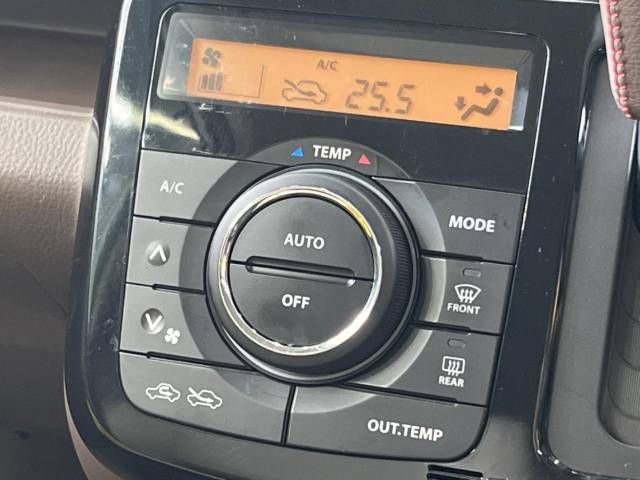 A/C
25.5
TEMP
A/C
AUTO
MODE
OFF
FRONT
REAR
OUT.TEMP